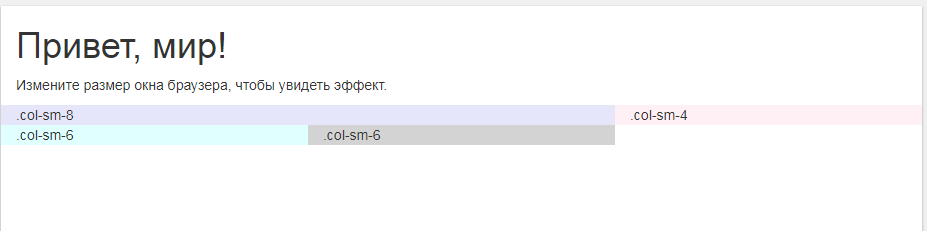 Привет, мир!
Измените размер окна браузера, чтобы увидеть эффект.
.col-sm-8 .col-sm-4
.col-sm-6 .col-sm-6